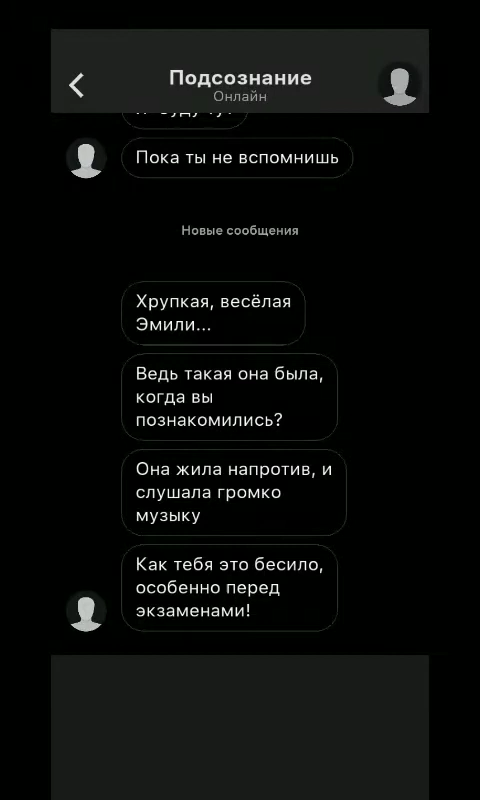 Подсознание
Онлайн
Пока ты не вспомнишь
Новые сообщения
Хрупкая, весёлая
Эмили...
Ведь такая она была,
когда вы
познакомились?
Она жила напротив, и
слушала громко
музыку
Как тебя это бесило,
особенно перед
экзаменами!